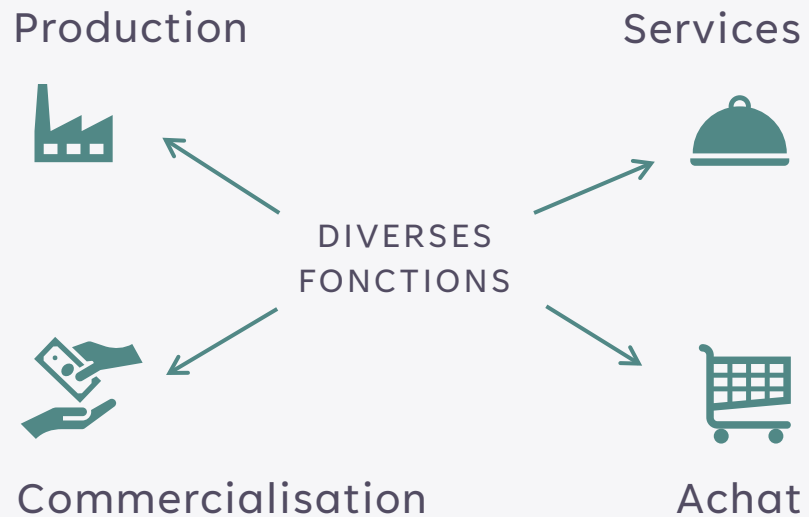 Production
Services
DIVERSES
FONCTIONS
Commercialisation
Achat